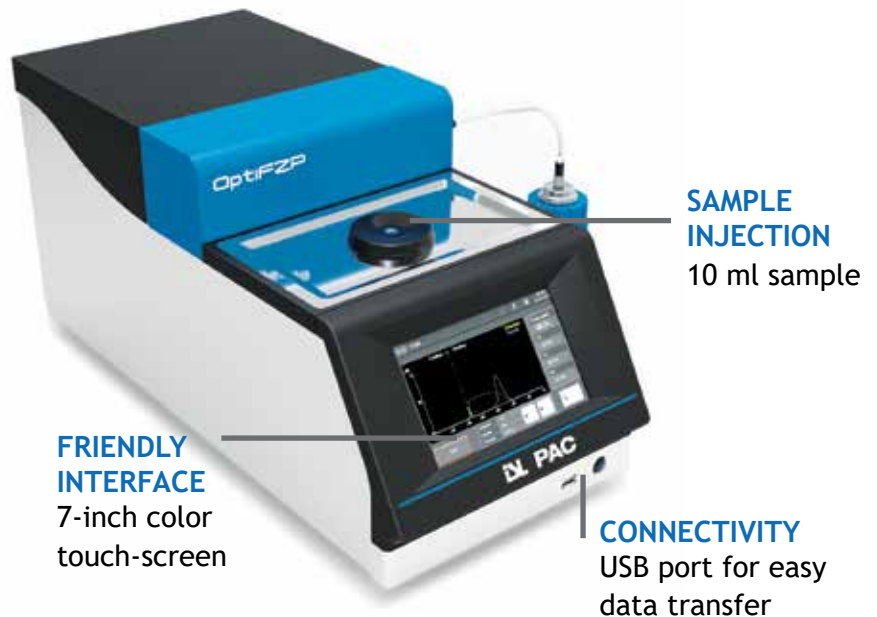 OptiFZP
SAMPLE
INJECTION
10 ml sample
FRIENDLY
INTERFACE
7-inch color
touch-screen
PAC
CONNECTIVITY
USB port for easy
data transfer